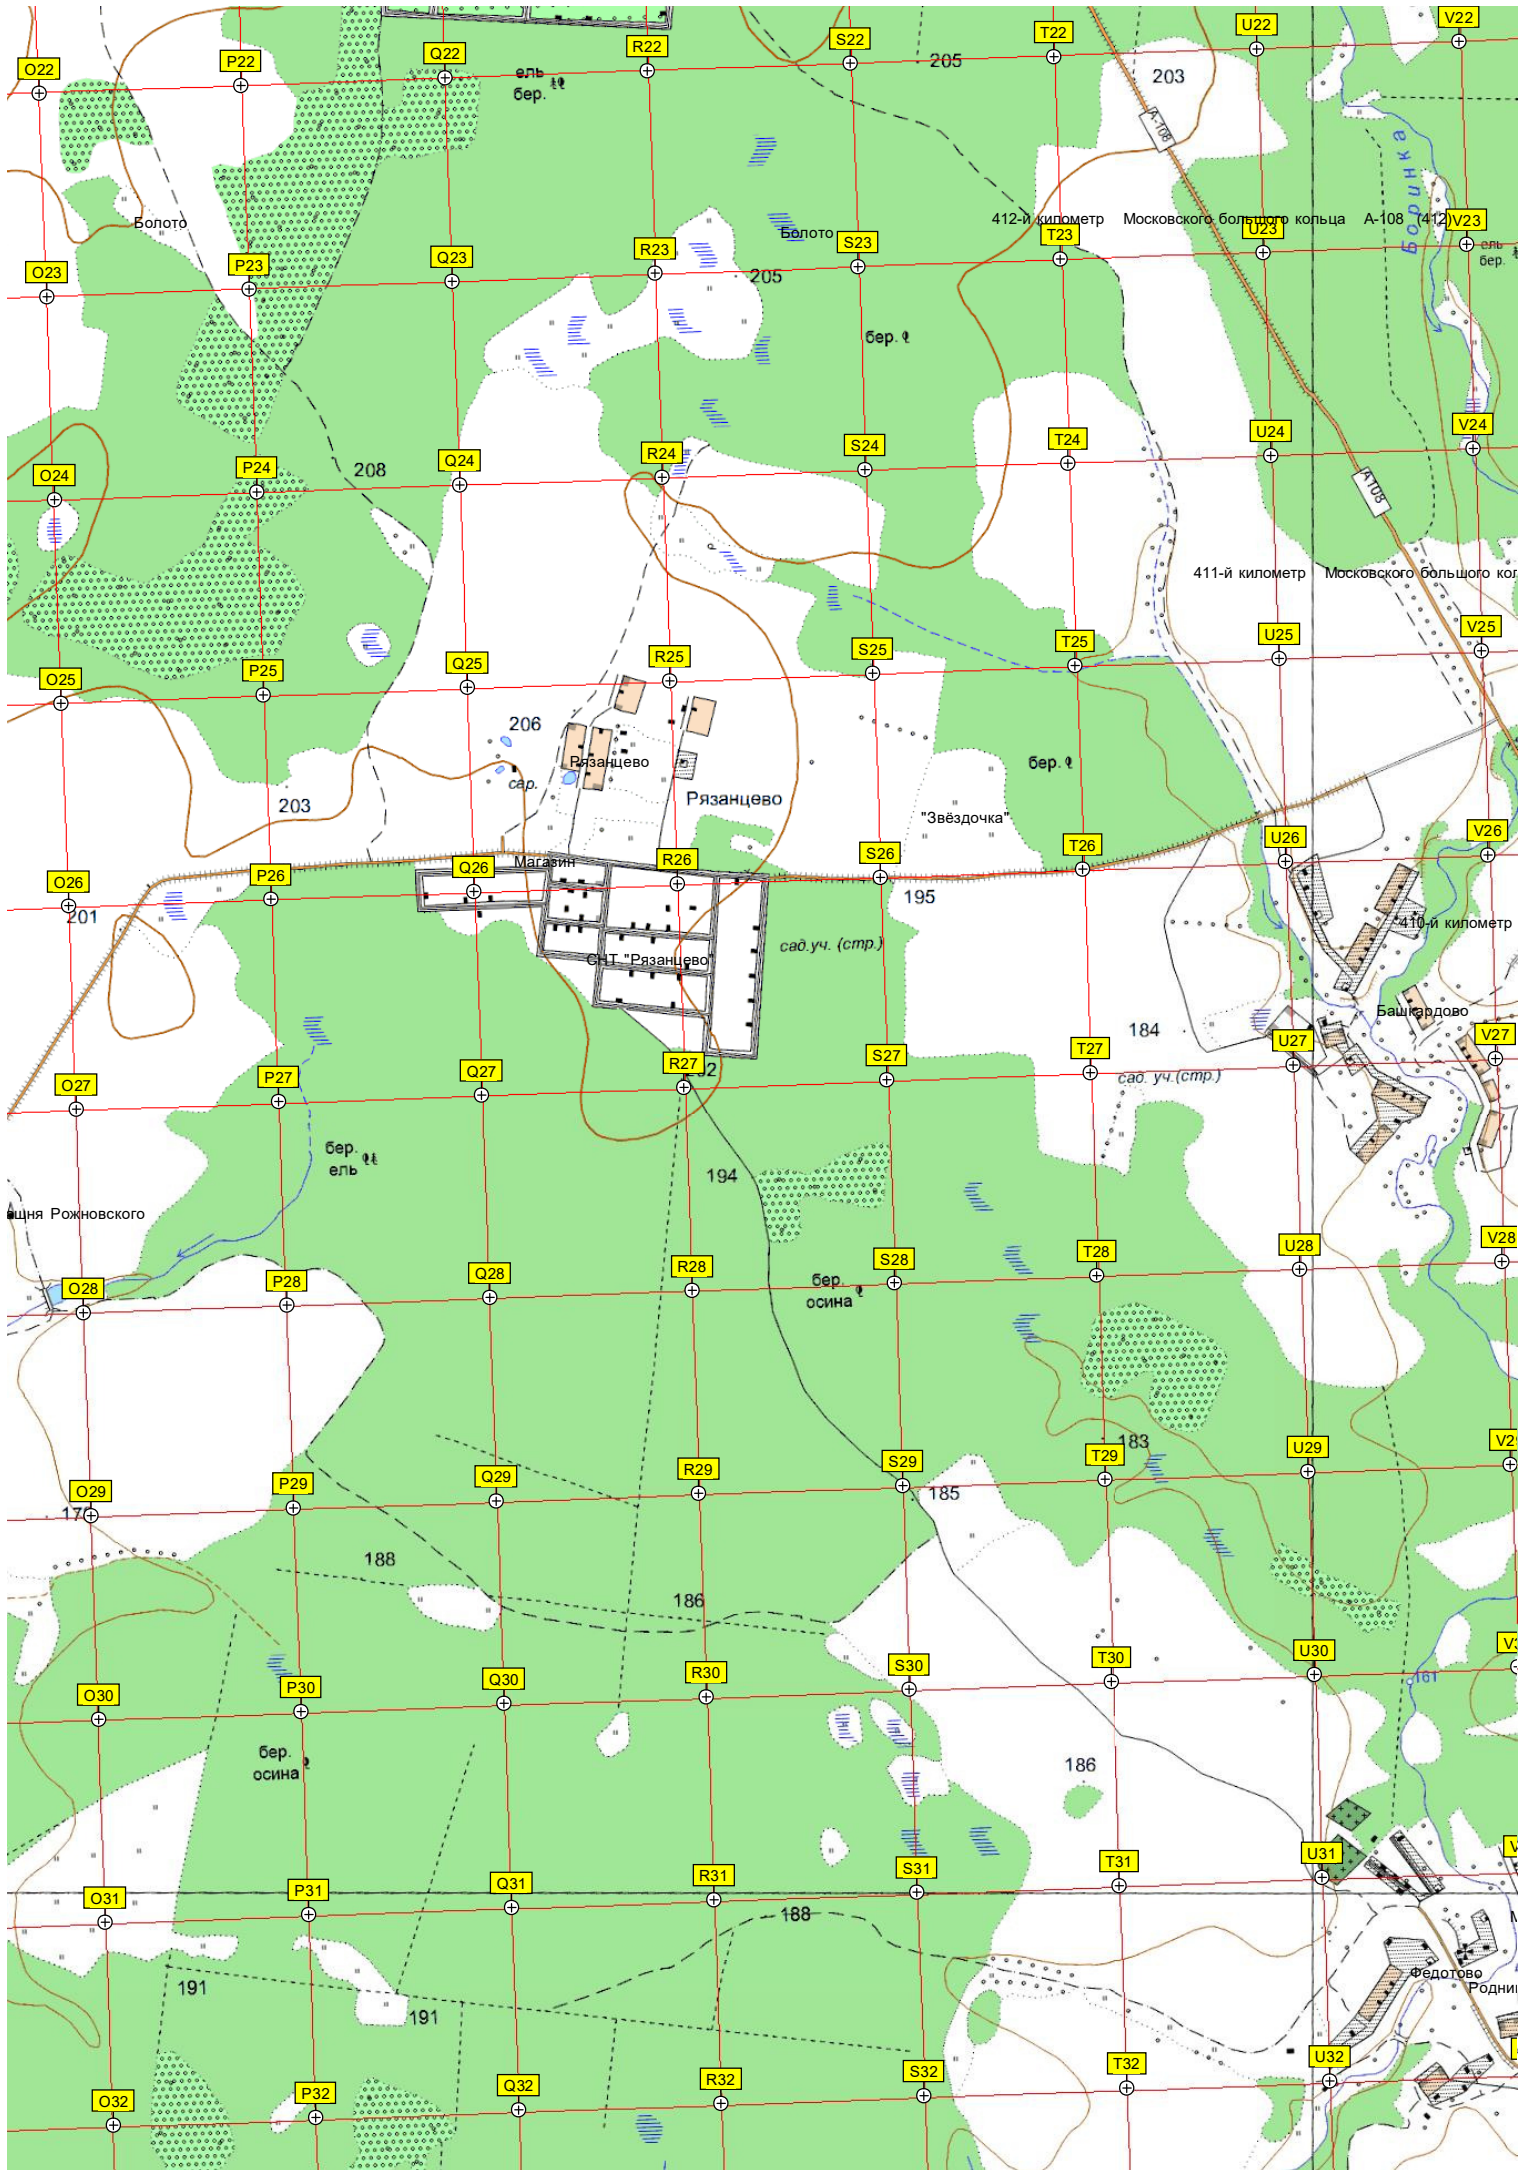 O22 P22 Q22 R22 S22 T22 U22 V22
ель
бер.
205
203
А-108
Боринка
Болото
Болото
412-й километр Московского большого кольца А-108 (412)
O23 P23 Q23 R23 S23 T23 U23 V23
ель
бер.
205
бер.
O24 P24 Q24 R24 S24 T24 U24 V24
208
А108
411-й километр Московского большого кол
O25 P25 Q25 R25 S25 T25 U25 V25
206
Рязанцево
бер.
сар.
203
Рязанцево
"Звёздочка"
Магазин
O26 P26 Q26 R26 S26 T26 U26 V26
201
195
410-й километр
сад.уч. (стр.)
СНТ "Рязанцево"
Башкардово
184
O27 P27 Q27 R27 S27 T27 U27 V27
сад. уч.(стр.)
бер.
ель
194
ашня Рожновского
O28 P28 Q28 R28 S28 T28 U28 V28
бер.
осина
183
O29 P29 Q29 R29 S29 T29 U29
185
188
186
O30 P30 Q30 R30 S30 T30 U30
161
бер.
осина
186
O31 P31 Q31 R31 S31 T31 U31
188
Федотово
191
Родни
191
O32 P32 Q32 R32 S32 T32 U32